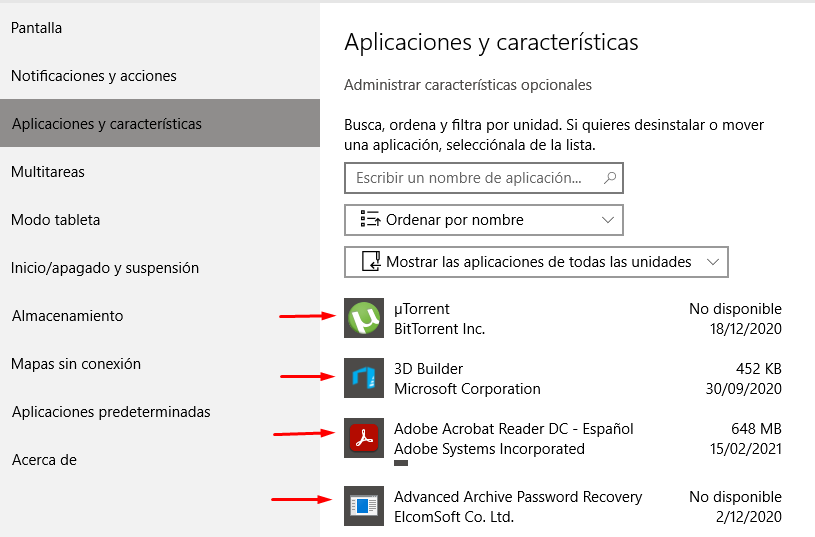 Pantalla
Notificaciones y acciones
Aplicaciones y características
Multitareas
Modo tableta
Inicio/apagado y suspensión
Almacenamiento
Mapas sin conexión
Aplicaciones predeterminadas
Acerca de
Aplicaciones y características
Administrar características opcionales
Busca, ordena y filtra por unidad. Si quieres desinstalar o mover
una aplicación, selecciónala de la lista.
Escribir un nombre de aplicación...
Ordenar por nombre
Mostrar las aplicaciones de todas las unidades
µTorrent No disponible
BitTorrent Inc. 18/12/2020
3D Builder 452 KB
Microsoft Corporation 30/09/2020
Adobe Acrobat Reader DC - Español 648 MB
Adobe Systems Incorporated 15/02/2021
Advanced Archive Password Recovery No disponible
ElcomSoft Co. Ltd. 2/12/2020